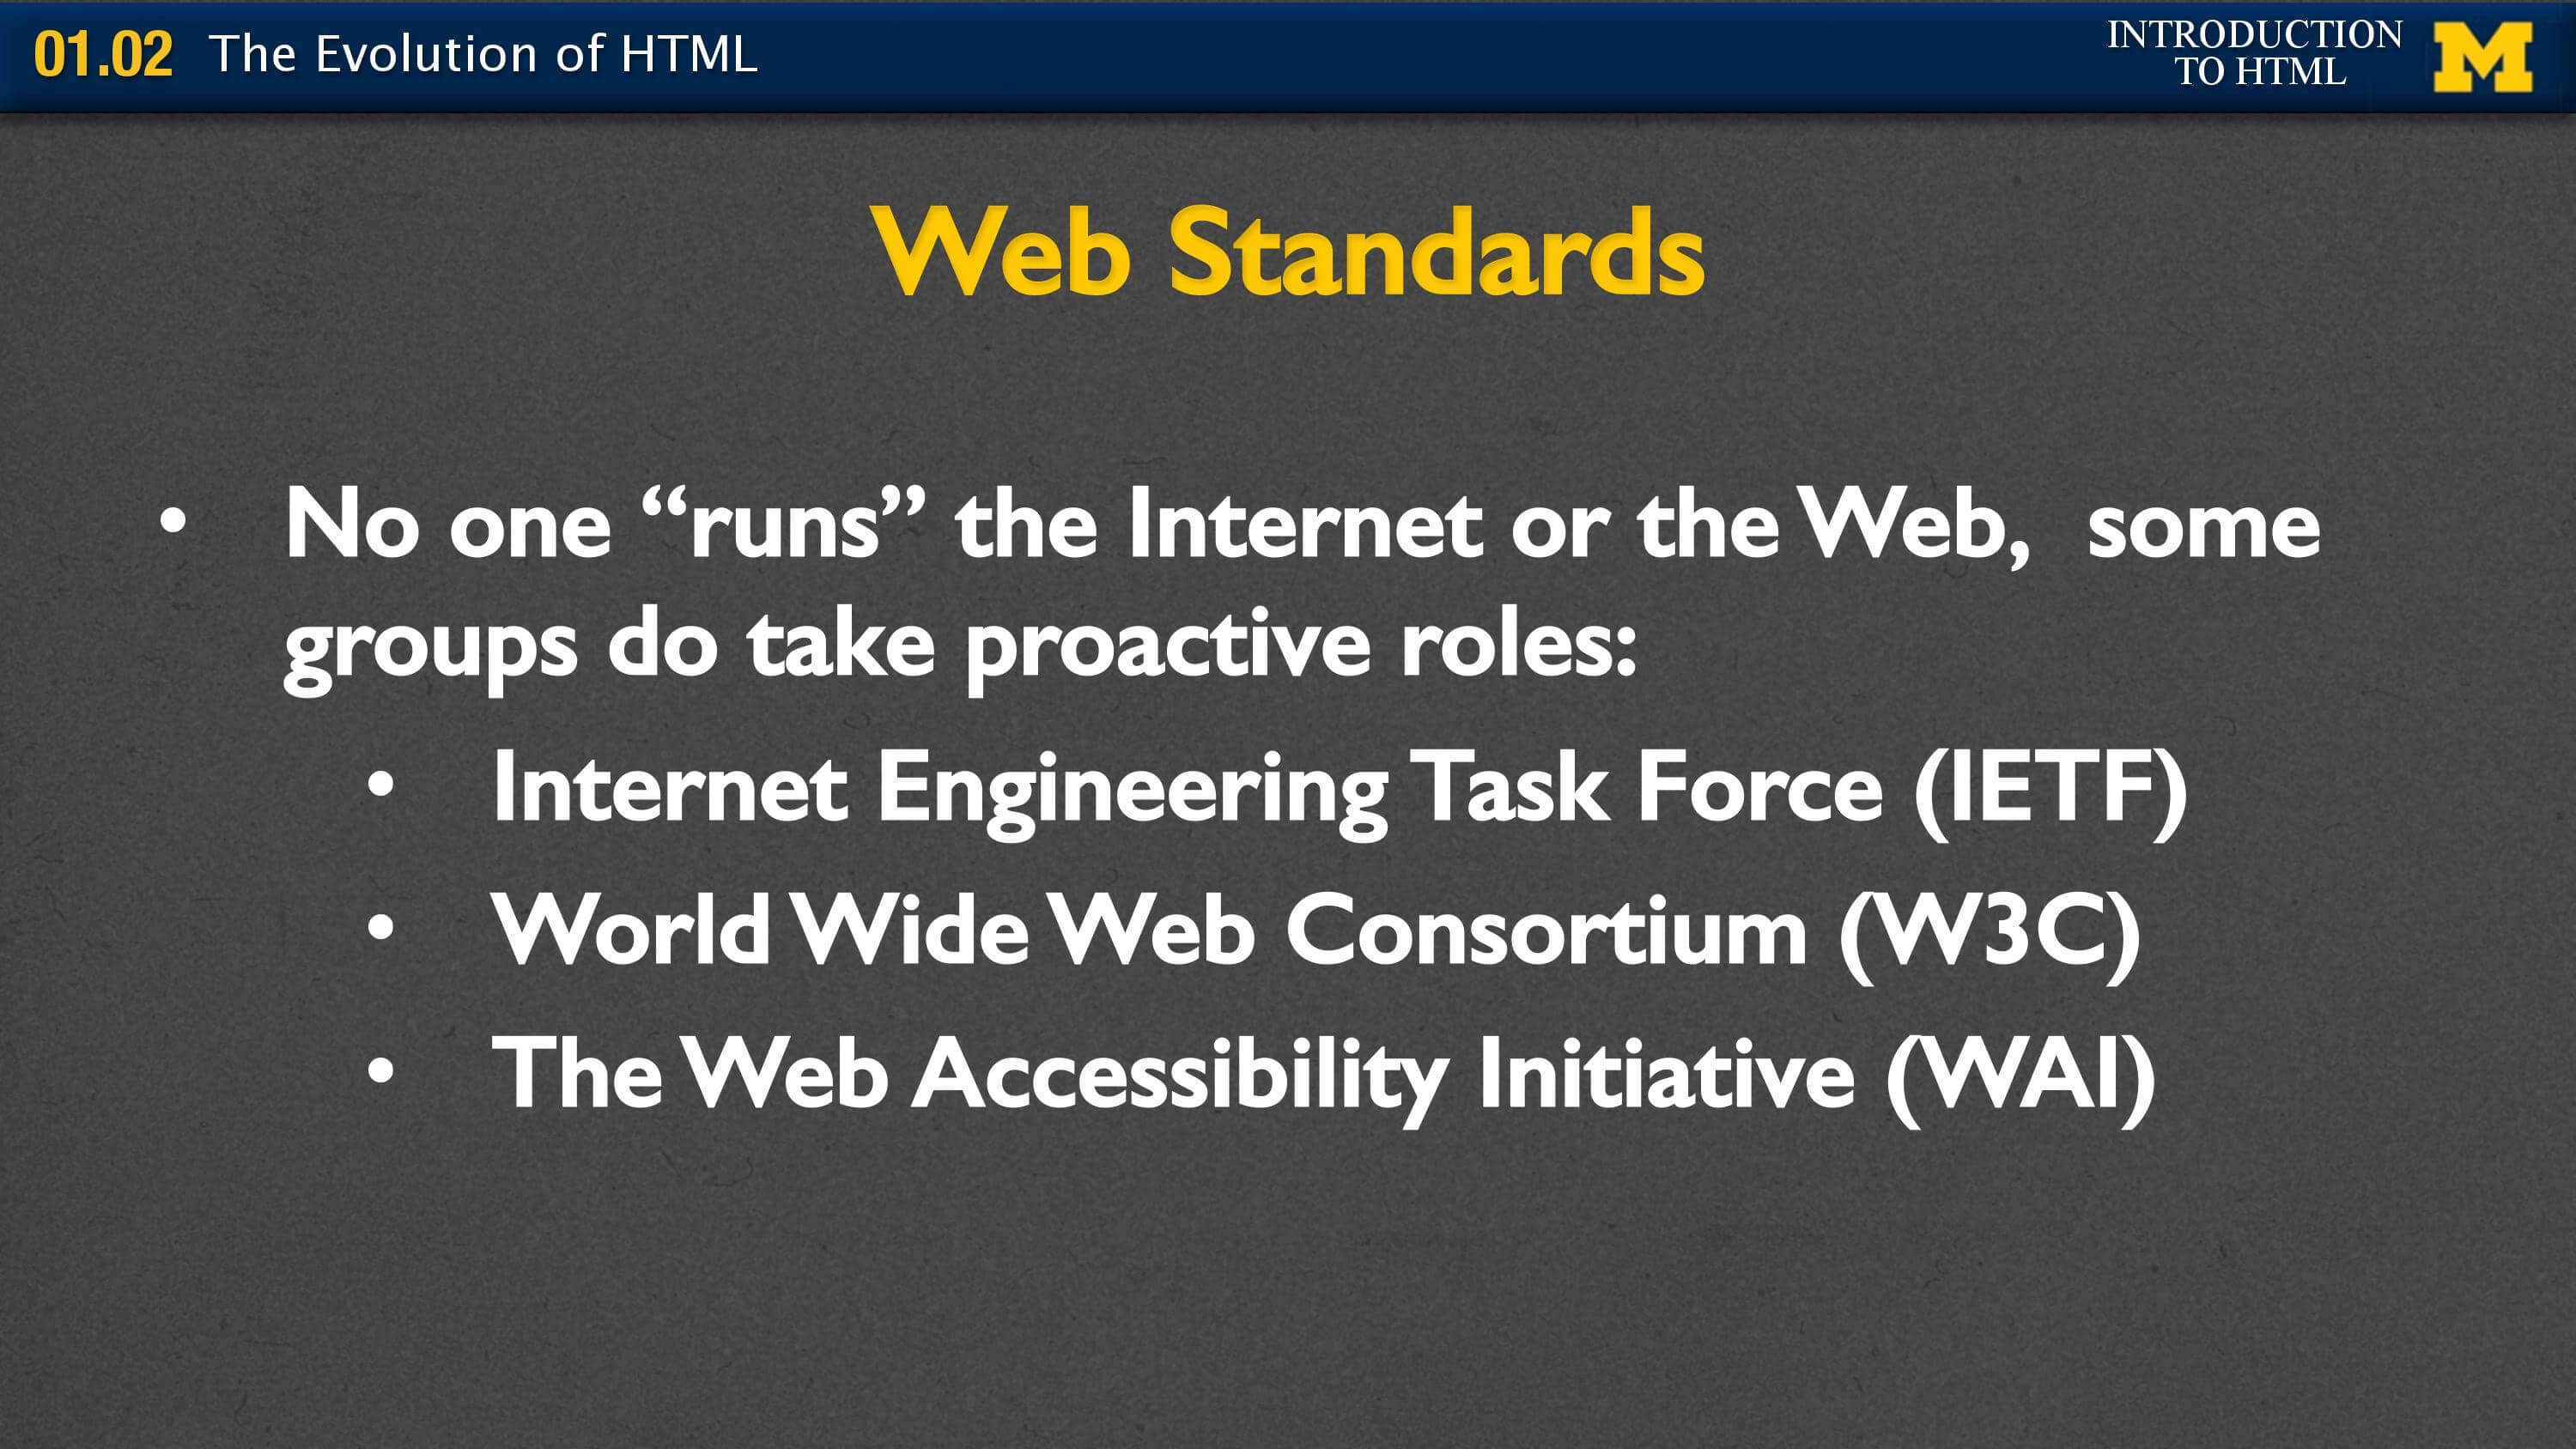 01.02 The Evolution of HTML
INTRODUCTION
TO HTML
M
Web Standards
• No one “runs” the Internet or the Web,  some
groups do take proactive roles:
• Internet Engineering Task Force (IETF)
• World Wide Web Consortium (W3C)
• The Web Accessibility Initiative (WAI)